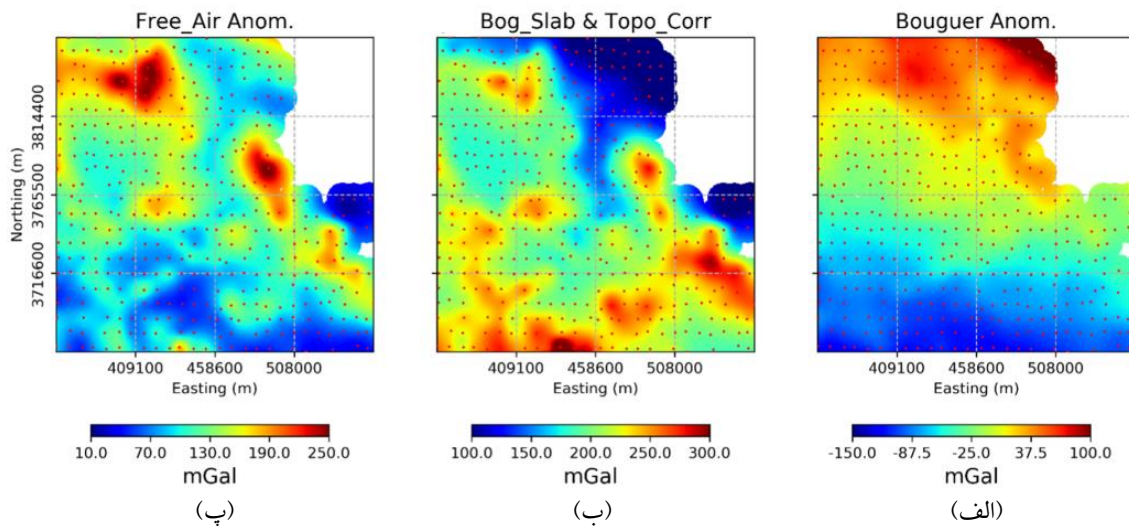 Free_Air Anom.
Bog_Slab & Topo_Corr
Bouguer Anom.
Northing (m)
3814400
3765500
3716600
409100 458600 508000
409100 458600 508000
409100 458600 508000
Easting (m)
Easting (m)
Easting (m)
10.0 70.0 130.0 190.0 250.0
100.0 150.0 200.0 250.0 300.0
-150.0 -87.5 -25.0 37.5 100.0
mGal
mGal
mGal
(پ)
(ب)
(الف)